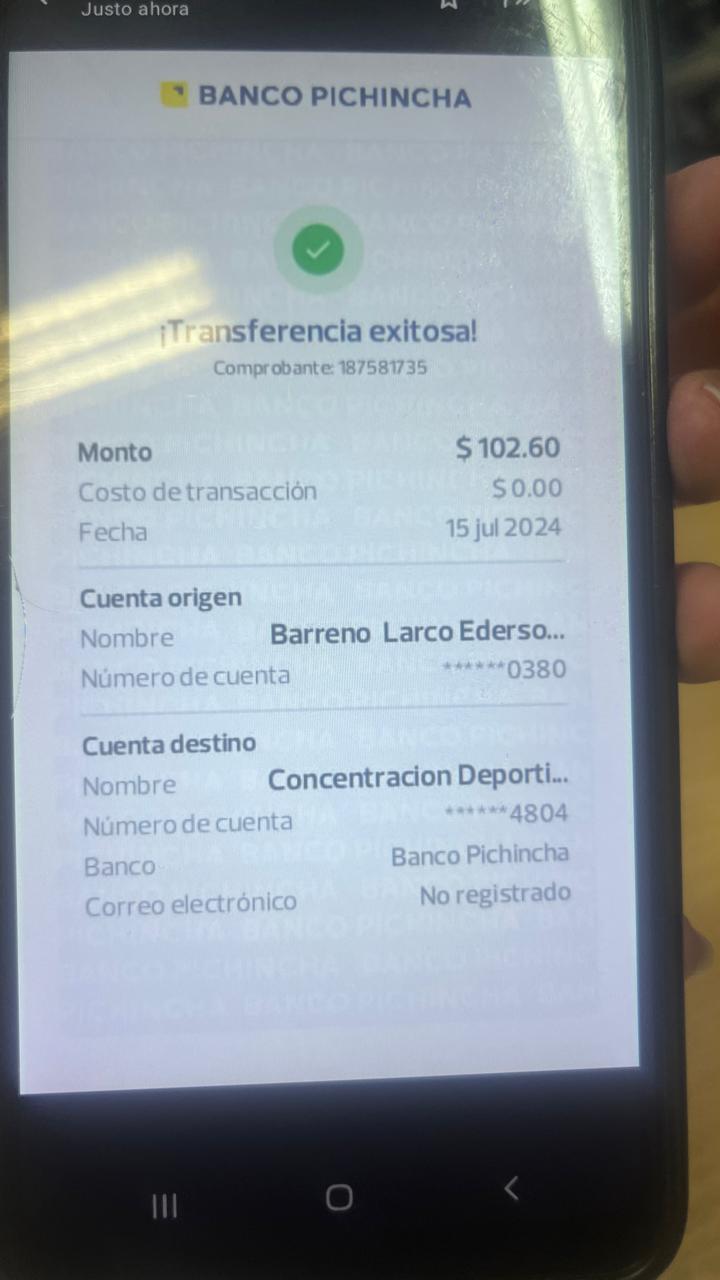 Justo ahora
BANCO PICHINCHA
¡Transferencia exitosa!
Comprobante: 187581735
Monto $ 102.60
Costo de transacción $ 0.00
Fecha 15 jul 2024
Cuenta origen
Nombre Barreno Larco Ederso...
Número de cuenta ******0380
Cuenta destino
Nombre Concentracion Deporti...
Número de cuenta ******4804
Banco Banco Pichincha
Correo electrónico No registrado